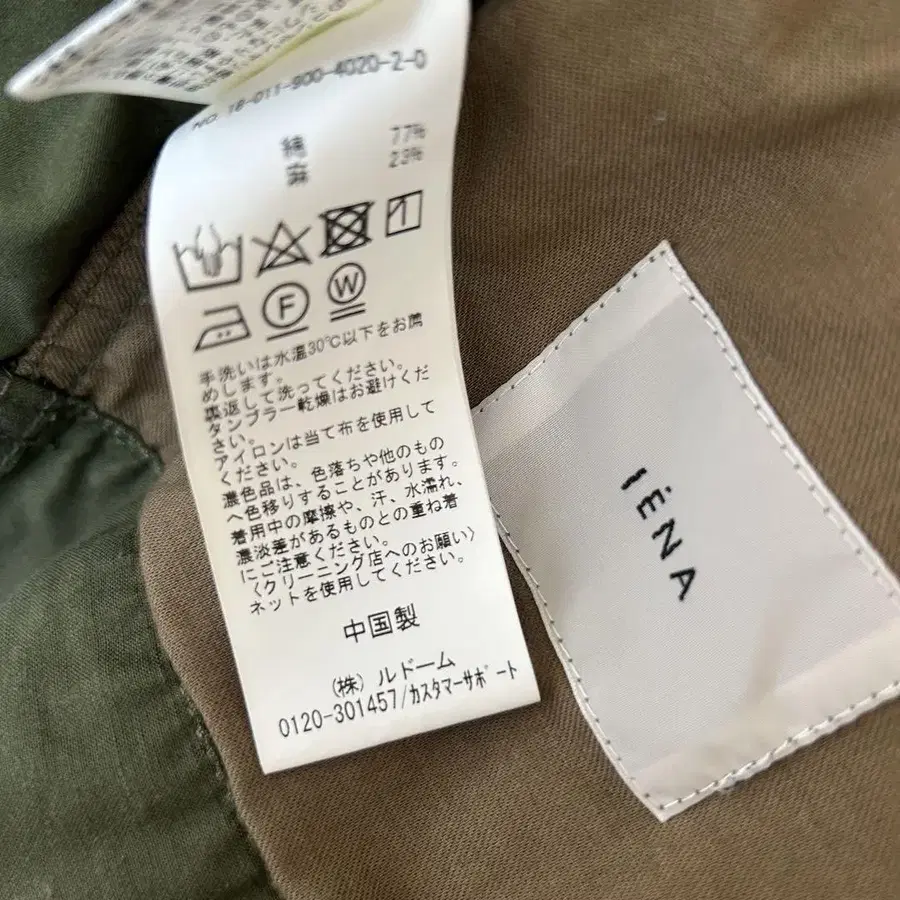 NO.18-011-900-4020-2-0
綿 77%
麻 23%
F
W
手洗いは水温30℃以下をお薦
めします。
裏返して洗ってください。
タンブラー乾燥はお避けくだ
さい。
アイロンは当て布を使用して
ください。
濃色品は、色落ちや他のもの
へ色移りすることがあります。
着用中の摩擦や、汗、水濡れ、
濃淡差があるものとの重ね着
にご注意ください。
〈クリーニング店へのお願い〉
ネットを使用してください。
中国製
(株) ルドーム
0120-301457/カスタマーサポート
IÉNA